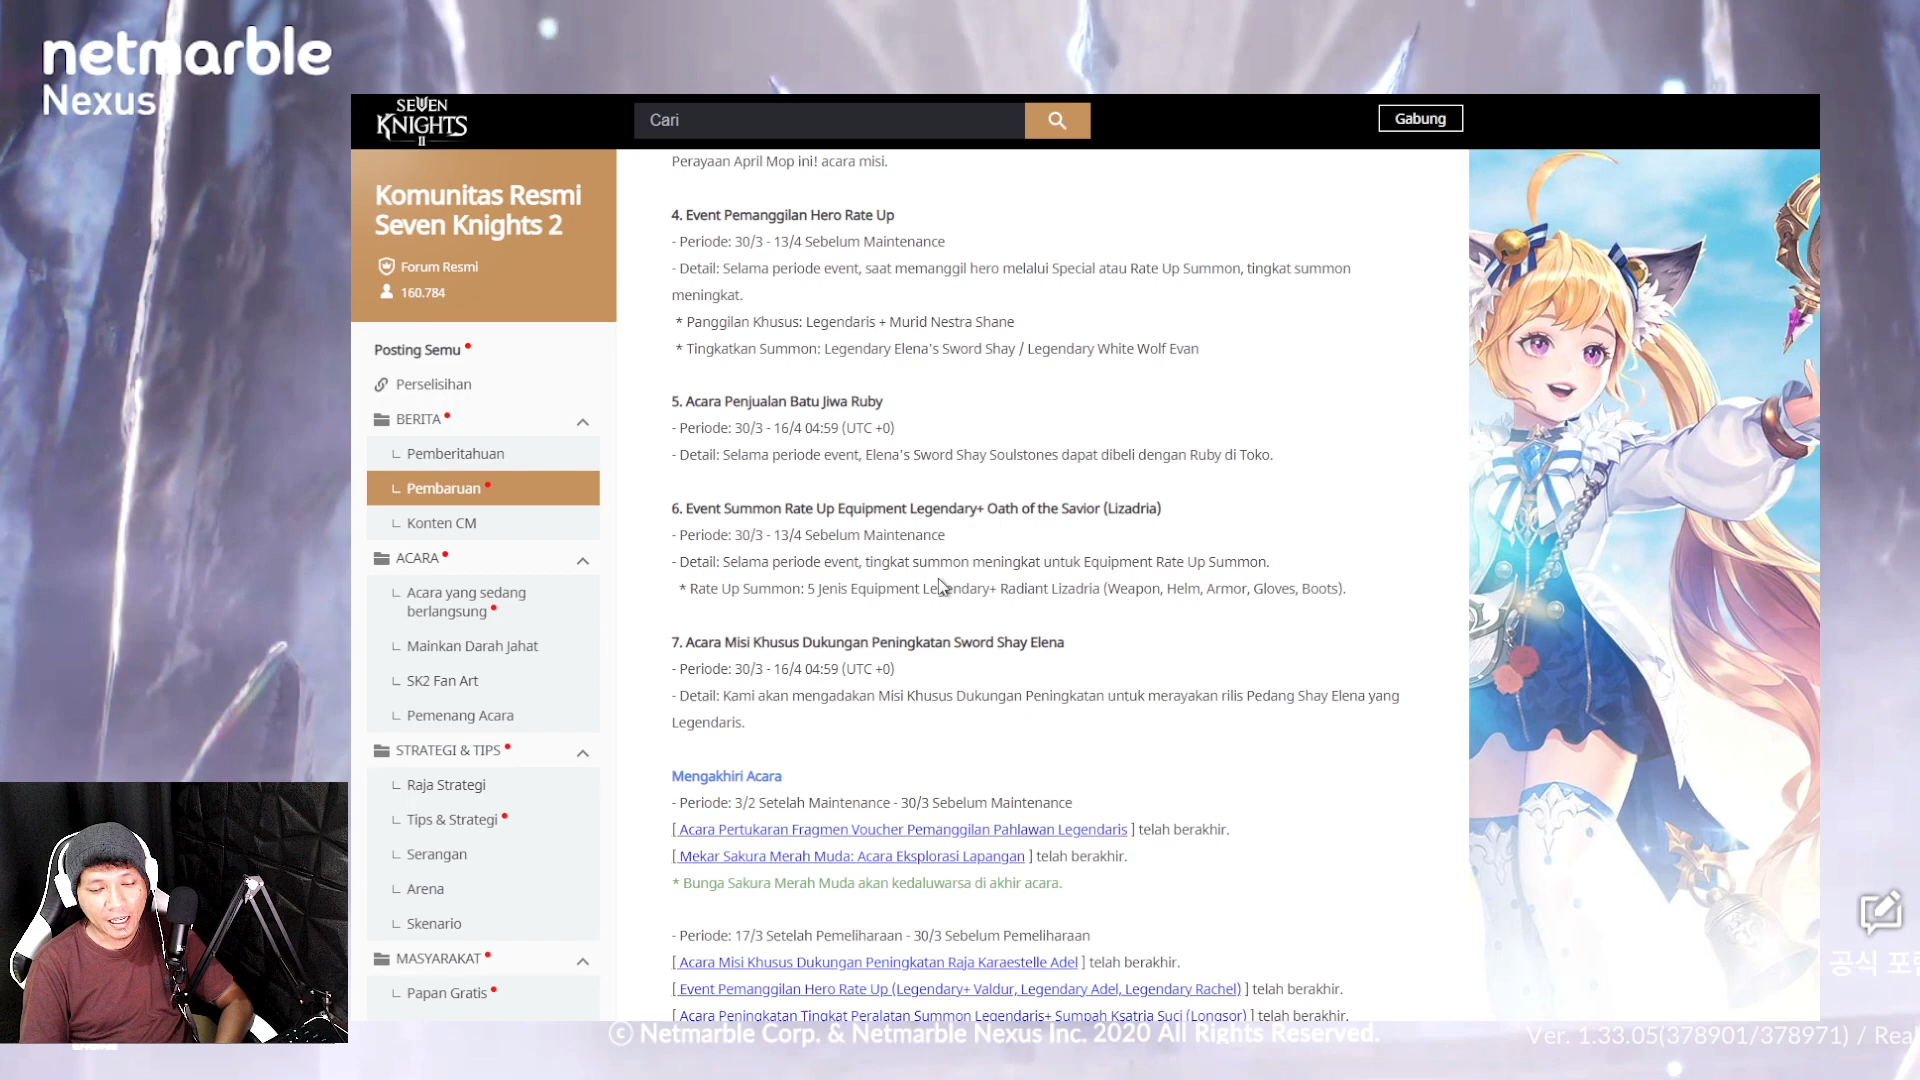 netmarble
Nexus
SEVEN
KNIGHTS
II
Cari
Gabung
Komunitas Resmi
Seven Knights 2
Forum Resmi
160.784
Posting Semu
Perselisihan
BERITA
Pemberitahuan
Pembaruan
Konten CM
ACARA
Acara yang sedang
berlangsung
Mainkan Darah Jahat
SK2 Fan Art
Pemenang Acara
STRATEGI & TIPS
Raja Strategi
Tips & Strategi
Serangan
Arena
Skenario
MASYARAKAT
Papan Gratis
Perayaan April Mop ini! acara misi.
4. Event Pemanggilan Hero Rate Up
- Periode: 30/3 - 13/4 Sebelum Maintenance
- Detail: Selama periode event, saat memanggil hero melalui Special atau Rate Up Summon, tingkat summon
meningkat.
* Panggilan Khusus: Legendaris + Murid Nestra Shane
* Tingkatkan Summon: Legendary Elena's Sword Shay / Legendary White Wolf Evan
5. Acara Penjualan Batu Jiwa Ruby
- Periode: 30/3 - 16/4 04:59 (UTC +0)
- Detail: Selama periode event, Elena's Sword Shay Soulstones dapat dibeli dengan Ruby di Toko.
6. Event Summon Rate Up Equipment Legendary+ Oath of the Savior (Lizadria)
- Periode: 30/3 - 13/4 Sebelum Maintenance
- Detail: Selama periode event, tingkat summon meningkat untuk Equipment Rate Up Summon.
* Rate Up Summon: 5 Jenis Equipment Legendary+ Radiant Lizadria (Weapon, Helm, Armor, Gloves, Boots).
7. Acara Misi Khusus Dukungan Peningkatan Sword Shay Elena
- Periode: 30/3 - 16/4 04:59 (UTC +0)
- Detail: Kami akan mengadakan Misi Khusus Dukungan Peningkatan untuk merayakan rilis Pedang Shay Elena yang
Legendaris.
Mengakhiri Acara
- Periode: 3/2 Setelah Maintenance - 30/3 Sebelum Maintenance
[ Acara Pertukaran Fragmen Voucher Pemanggilan Pahlawan Legendaris ] telah berakhir.
[ Mekar Sakura Merah Muda: Acara Eksplorasi Lapangan ] telah berakhir.
* Bunga Sakura Merah Muda akan kedaluwarsa di akhir acara.
- Periode: 17/3 Setelah Pemeliharaan - 30/3 Sebelum Pemeliharaan
[ Acara Misi Khusus Dukungan Peningkatan Raja Karaestelle Adel ] telah berakhir.
[ Event Pemanggilan Hero Rate Up (Legendary+ Valdur, Legendary Adel, Legendary Rachel) ] telah berakhir.
[ Acara Peningkatan Tingkat Peralatan Summon Legendaris+ Sumpah Ksatria Suci (Longsor) ] telah berakhir.
공식 포럼
ⓒ Netmarble Corp. & Netmarble Nexus Inc. 2020 All Rights Reserved.
Ver. 1.33.05(378901/378971) / Rea